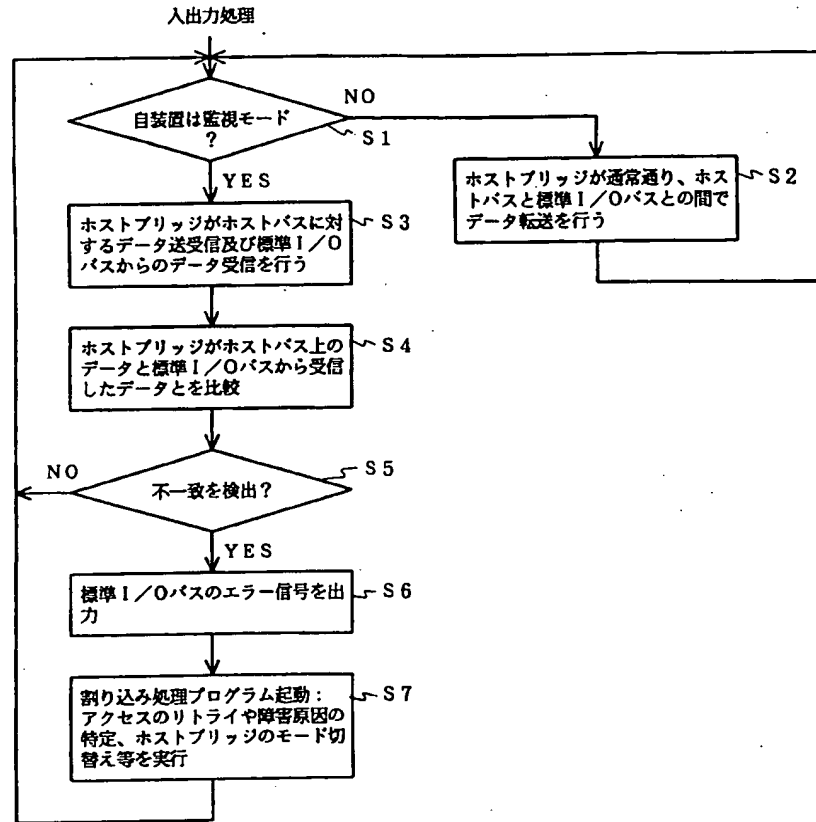 入出力処理
自装置は監視モード
?
S1
NO
YES
ホストブリッジが通常通り、ホス
トバスと標準I/Oバスとの間で
データ転送を行う
S2
ホストブリッジがホストバスに対
するデータ送受信及び標準I/O
バスからのデータ受信を行う
S3
ホストブリッジがホストバス上の
データと標準I/Oバスから受信
したデータとを比較
S4
不一致を検出?
S5
NO
YES
標準I/Oバスのエラー信号を出
力
S6
割り込み処理プログラム起動:
アクセスのリトライや障害原因の
特定、ホストブリッジのモード切
替え等を実行
S7